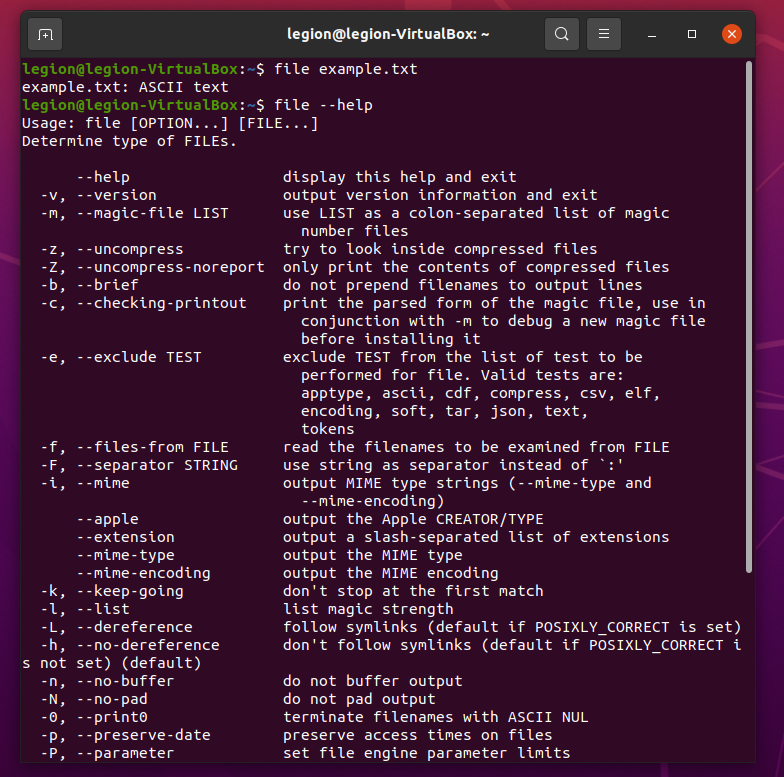 legion@legion-VirtualBox: ~
legion@legion-VirtualBox:~$ file example.txt
example.txt: ASCII text
legion@legion-VirtualBox:~$ file --help
Usage: file [OPTION...] [FILE...]
Determine type of FILEs.

      --help                 display this help and exit
  -v, --version              output version information and exit
  -m, --magic-file LIST      use LIST as a colon-separated list of magic
                               number files
  -z, --uncompress           try to look inside compressed files
  -Z, --uncompress-noreport  only print the contents of compressed files
  -b, --brief                do not prepend filenames to output lines
  -c, --checking-printout    print the parsed form of the magic file, use in
                               conjunction with -m to debug a new magic file
                               before installing it
  -e, --exclude TEST         exclude TEST from the list of test to be
                               performed for file. Valid tests are:
                               apptype, ascii, cdf, compress, csv, elf,
                               encoding, soft, tar, json, text,
                               tokens
  -f, --files-from FILE      read the filenames to be examined from FILE
  -F, --separator STRING     use string as separator instead of `:'
  -i, --mime                 output MIME type strings (--mime-type and
                               --mime-encoding)
      --apple                output the Apple CREATOR/TYPE
      --extension            output a slash-separated list of extensions
      --mime-type            output the MIME type
      --mime-encoding        output the MIME encoding
  -k, --keep-going           don't stop at the first match
  -l, --list                 list magic strength
  -L, --dereference          follow symlinks (default if POSIXLY_CORRECT is set)
  -h, --no-dereference       don't follow symlinks (default if POSIXLY_CORRECT i
s not set) (default)
  -n, --no-buffer            do not buffer output
  -N, --no-pad               do not pad output
  -0, --print0               terminate filenames with ASCII NUL
  -p, --preserve-date        preserve access times on files
  -P, --parameter            set file engine parameter limits